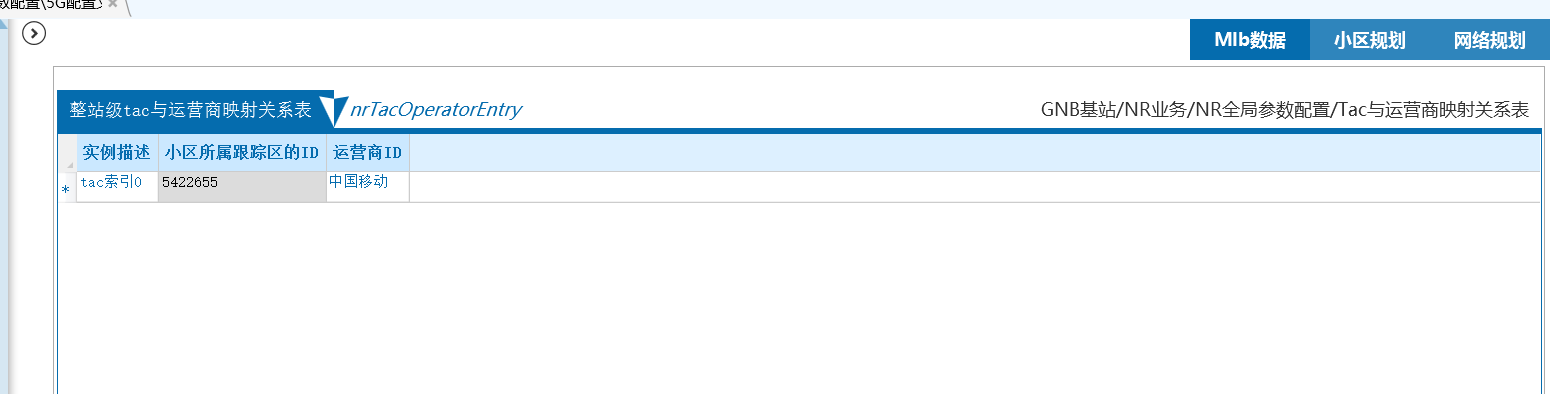 数配置\5G配置文
MIb数据 小区规划 网络规划
整站级tac与运营商映射关系表 nrTacOperatorEntry GNB基站/NR业务/NR全局参数配置/Tac与运营商映射关系表
实例描述 小区所属跟踪区的ID 运营商ID
* tac索引0 5422655 中国移动